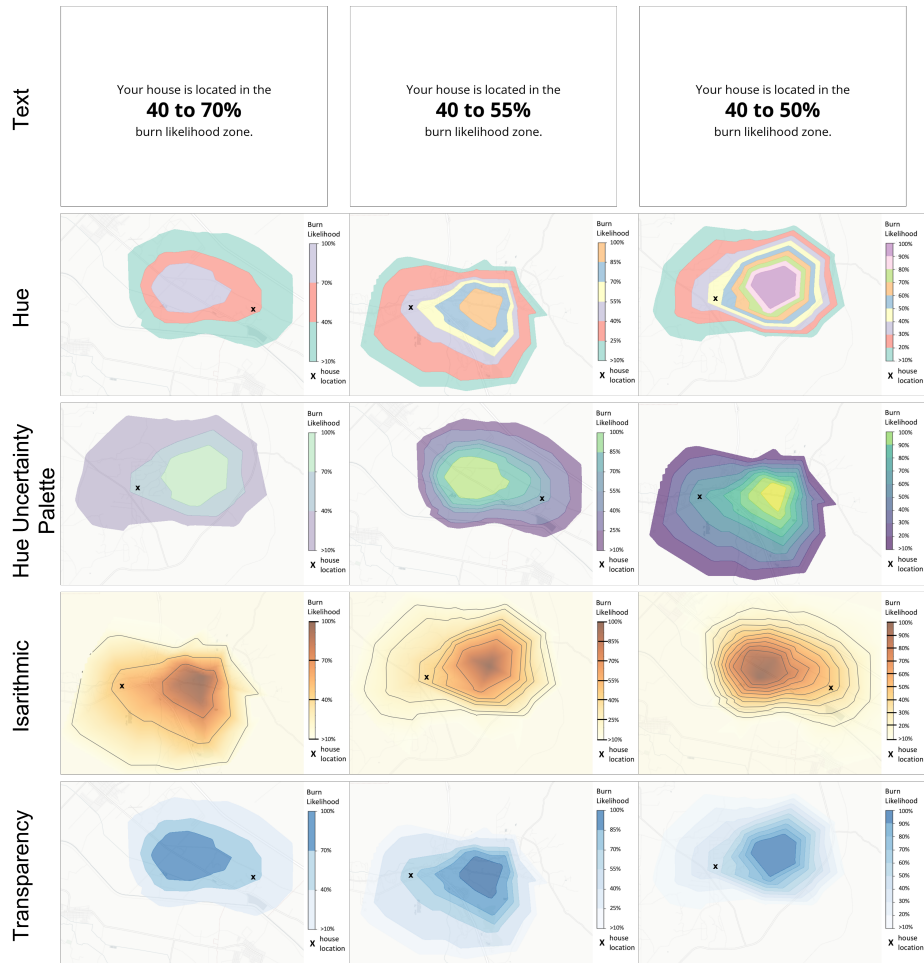 Text
Your house is located in the
40 to 70%
burn likelihood zone.
Your house is located in the
40 to 55%
burn likelihood zone.
Your house is located in the
40 to 50%
burn likelihood zone.
Hue
Burn
Likelihood
100%
70%
40%
>10%
X house
location
x
Burn
Likelihood
100%
85%
70%
55%
40%
25%
>10%
X house
location
x
Burn
Likelihood
100%
90%
80%
70%
60%
50%
40%
30%
20%
>10%
X house
location
x
Hue Uncertainty
Palette
Burn
Likelihood
100%
70%
40%
>10%
X house
location
x
Burn
Likelihood
100%
85%
70%
55%
40%
25%
>10%
X house
location
x
Burn
Likelihood
100%
90%
80%
70%
60%
50%
40%
30%
20%
>10%
X house
location
x
Isarithmic
Burn
Likelihood
100%
70%
40%
>10%
X house
location
x
Burn
Likelihood
100%
85%
70%
55%
40%
25%
>10%
X house
location
x
Burn
Likelihood
100%
90%
80%
70%
60%
50%
40%
30%
20%
>10%
X house
location
x
Transparency
Burn
Likelihood
100%
70%
40%
>10%
X house
location
x
Burn
Likelihood
100%
85%
70%
55%
40%
25%
>10%
X house
location
x
Burn
Likelihood
100%
90%
80%
70%
60%
50%
40%
30%
20%
>10%
X house
location
x